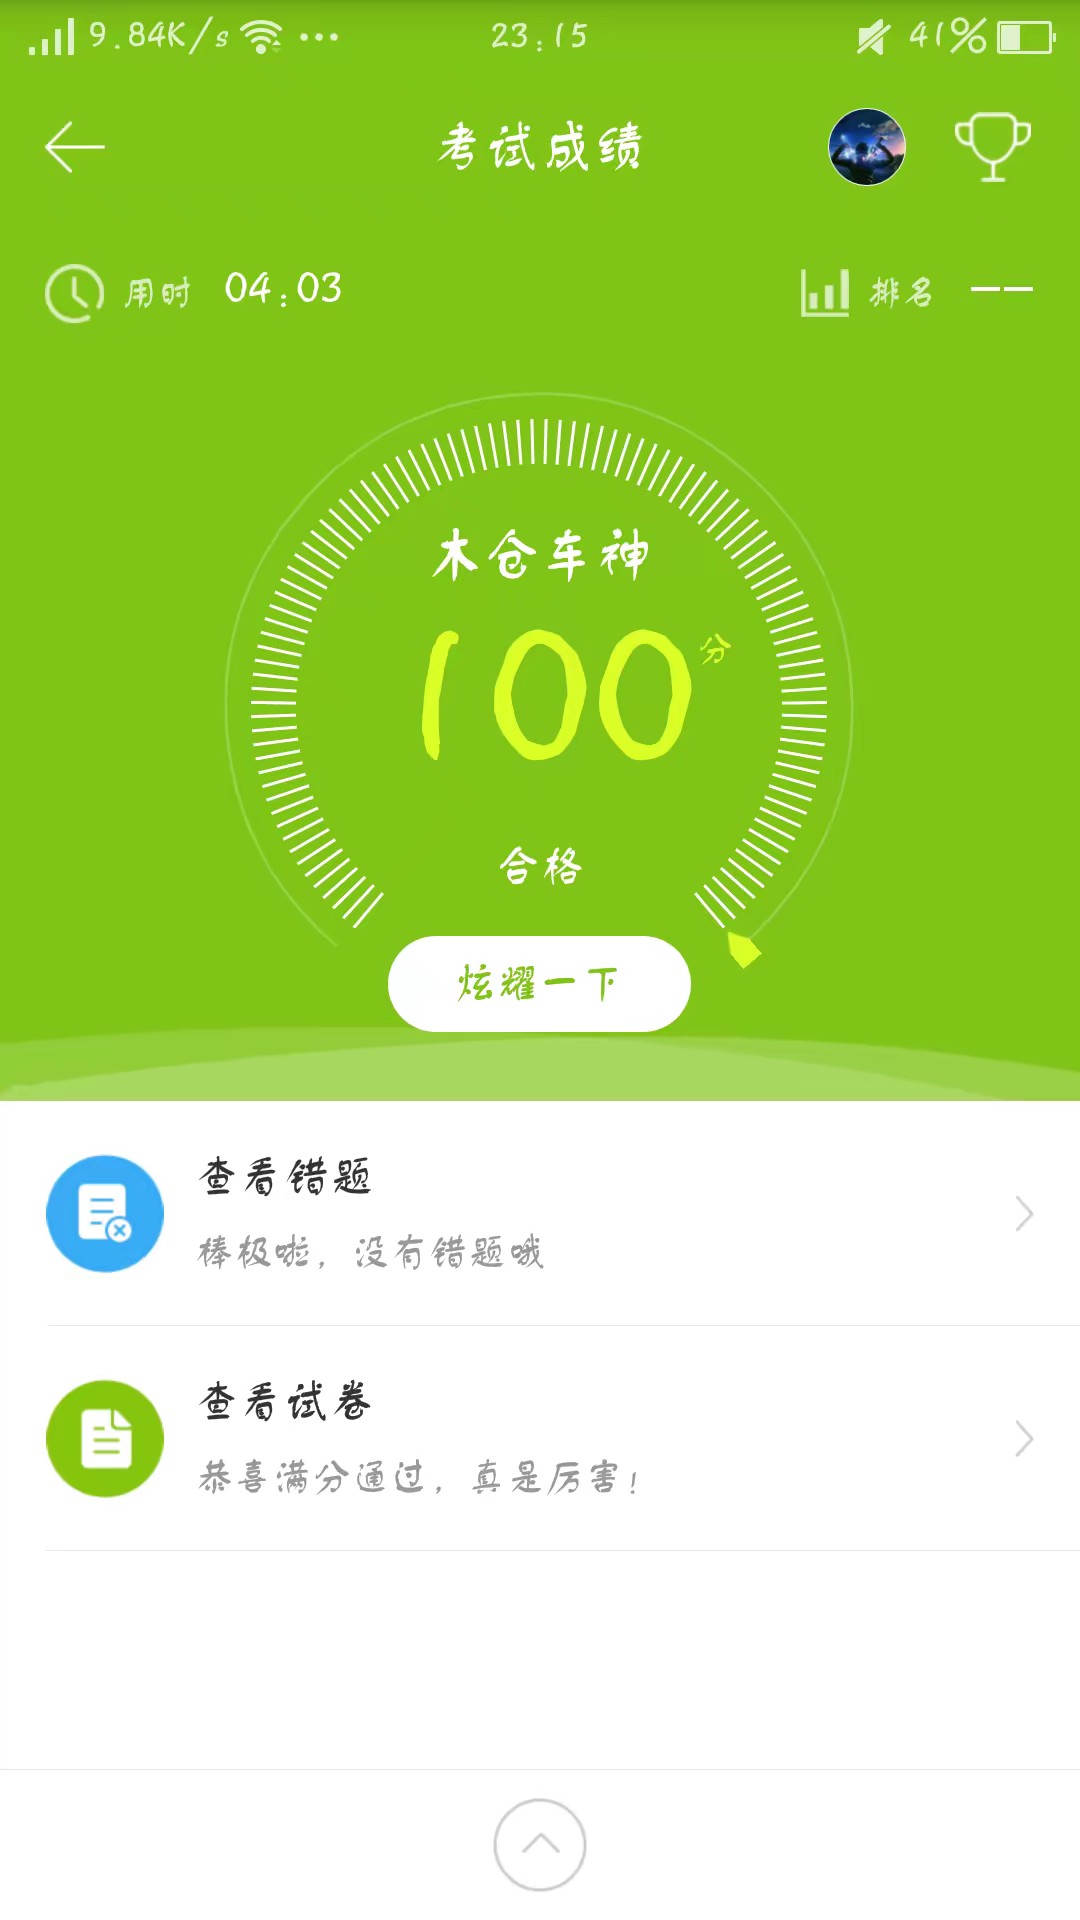 9.84K/s 23:15 41%
考试成绩
用时 04:03 排名 --
木仓车神
100分
合格
炫耀一下
查看错题
棒极啦，没有错题哦
查看试卷
恭喜满分通过，真是厉害！